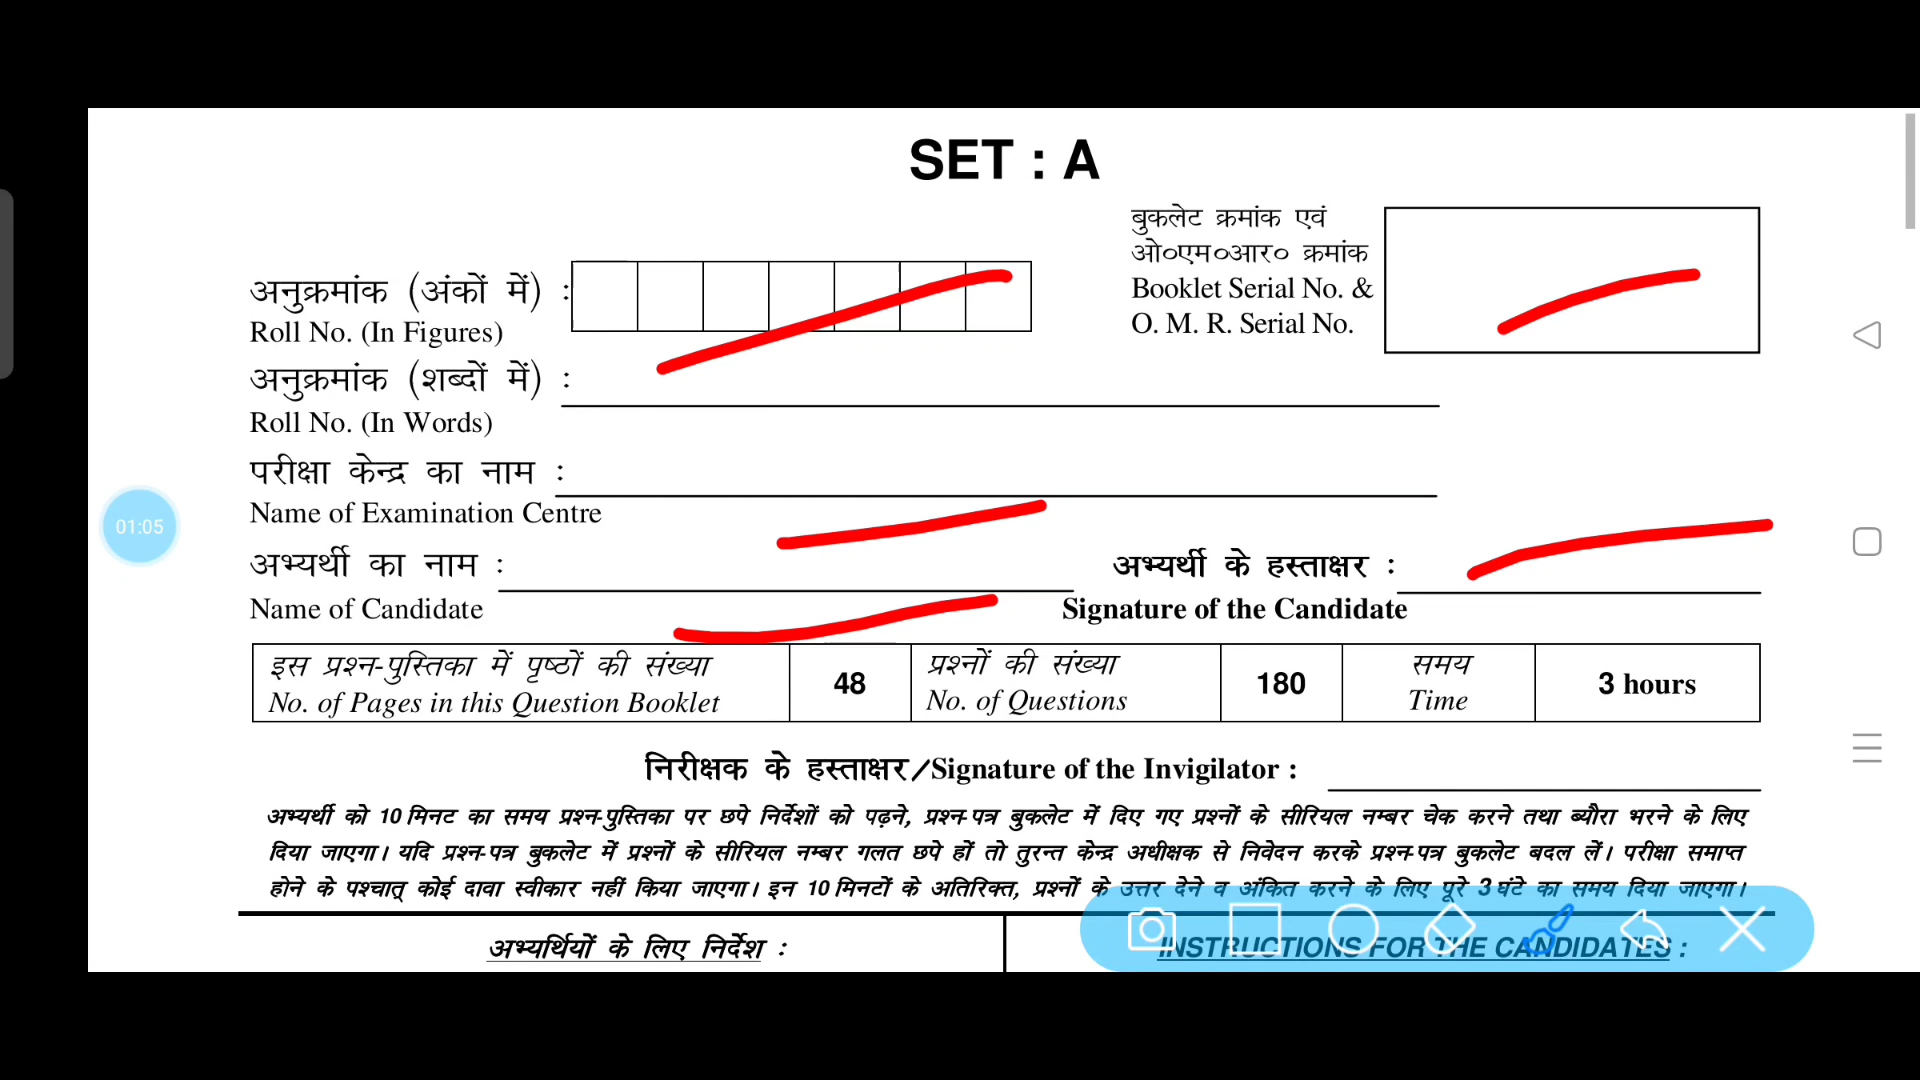 SET : A
बुकलेट क्रमांक एवं
ओ०एम०आर० क्रमांक
Booklet Serial No. &
O. M. R. Serial No.
अनुक्रमांक (अंकों में) :
Roll No. (In Figures)
अनुक्रमांक (शब्दों में) :
Roll No. (In Words)
परीक्षा केन्द्र का नाम :
Name of Examination Centre
01:05
अभ्यर्थी का नाम :
Name of Candidate
अभ्यर्थी के हस्ताक्षर :
Signature of the Candidate
इस प्रश्न-पुस्तिका में पृष्ठों की संख्या
No. of Pages in this Question Booklet
48
प्रश्नों की संख्या
No. of Questions
180
समय
Time
3 hours
निरीक्षक के हस्ताक्षर/Signature of the Invigilator :
अभ्यर्थी को 10 मिनट का समय प्रश्न-पुस्तिका पर छपे निर्देशों को पढ़ने, प्रश्न-पत्र बुकलेट में दिए गए प्रश्नों के सीरियल नम्बर चेक करने तथा ब्यौरा भरने के लिए
दिया जाएगा। यदि प्रश्न-पत्र बुकलेट में प्रश्नों के सीरियल नम्बर गलत छपे हों तो तुरन्त केन्द्र अधीक्षक से निवेदन करके प्रश्न-पत्र बुकलेट बदल लें। परीक्षा समाप्त
होने के पश्चात् कोई दावा स्वीकार नहीं किया जाएगा। इन 10 मिनटों के अतिरिक्त, प्रश्नों के उत्तर देने व अंकित करने के लिए पूरे 3 घंटे का समय दिया जाएगा।
अभ्यर्थियों के लिए निर्देश :
INSTRUCTIONS FOR THE CANDIDATES :